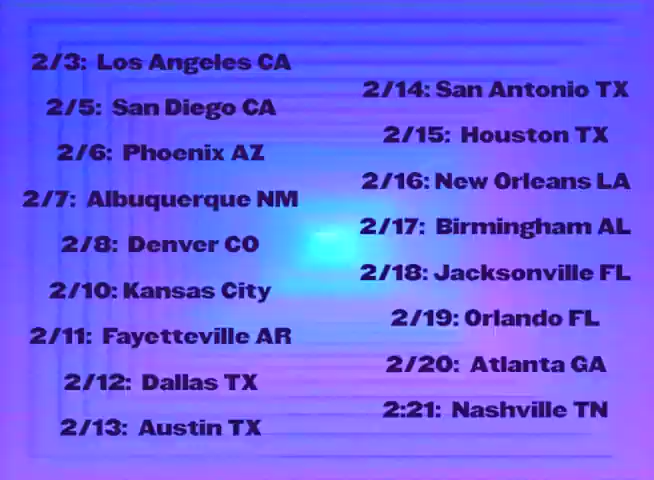 2/3: Los Angeles CA
2/5: San Diego CA
2/6: Phoenix AZ
2/7: Albuquerque NM
2/8: Denver CO
2/10: Kansas City
2/11: Fayetteville AR
2/12: Dallas TX
2/13: Austin TX
2/14: San Antonio TX
2/15: Houston TX
2/16: New Orleans LA
2/17: Birmingham AL
2/18: Jacksonville FL
2/19: Orlando FL
2/20: Atlanta GA
2:21: Nashville TN